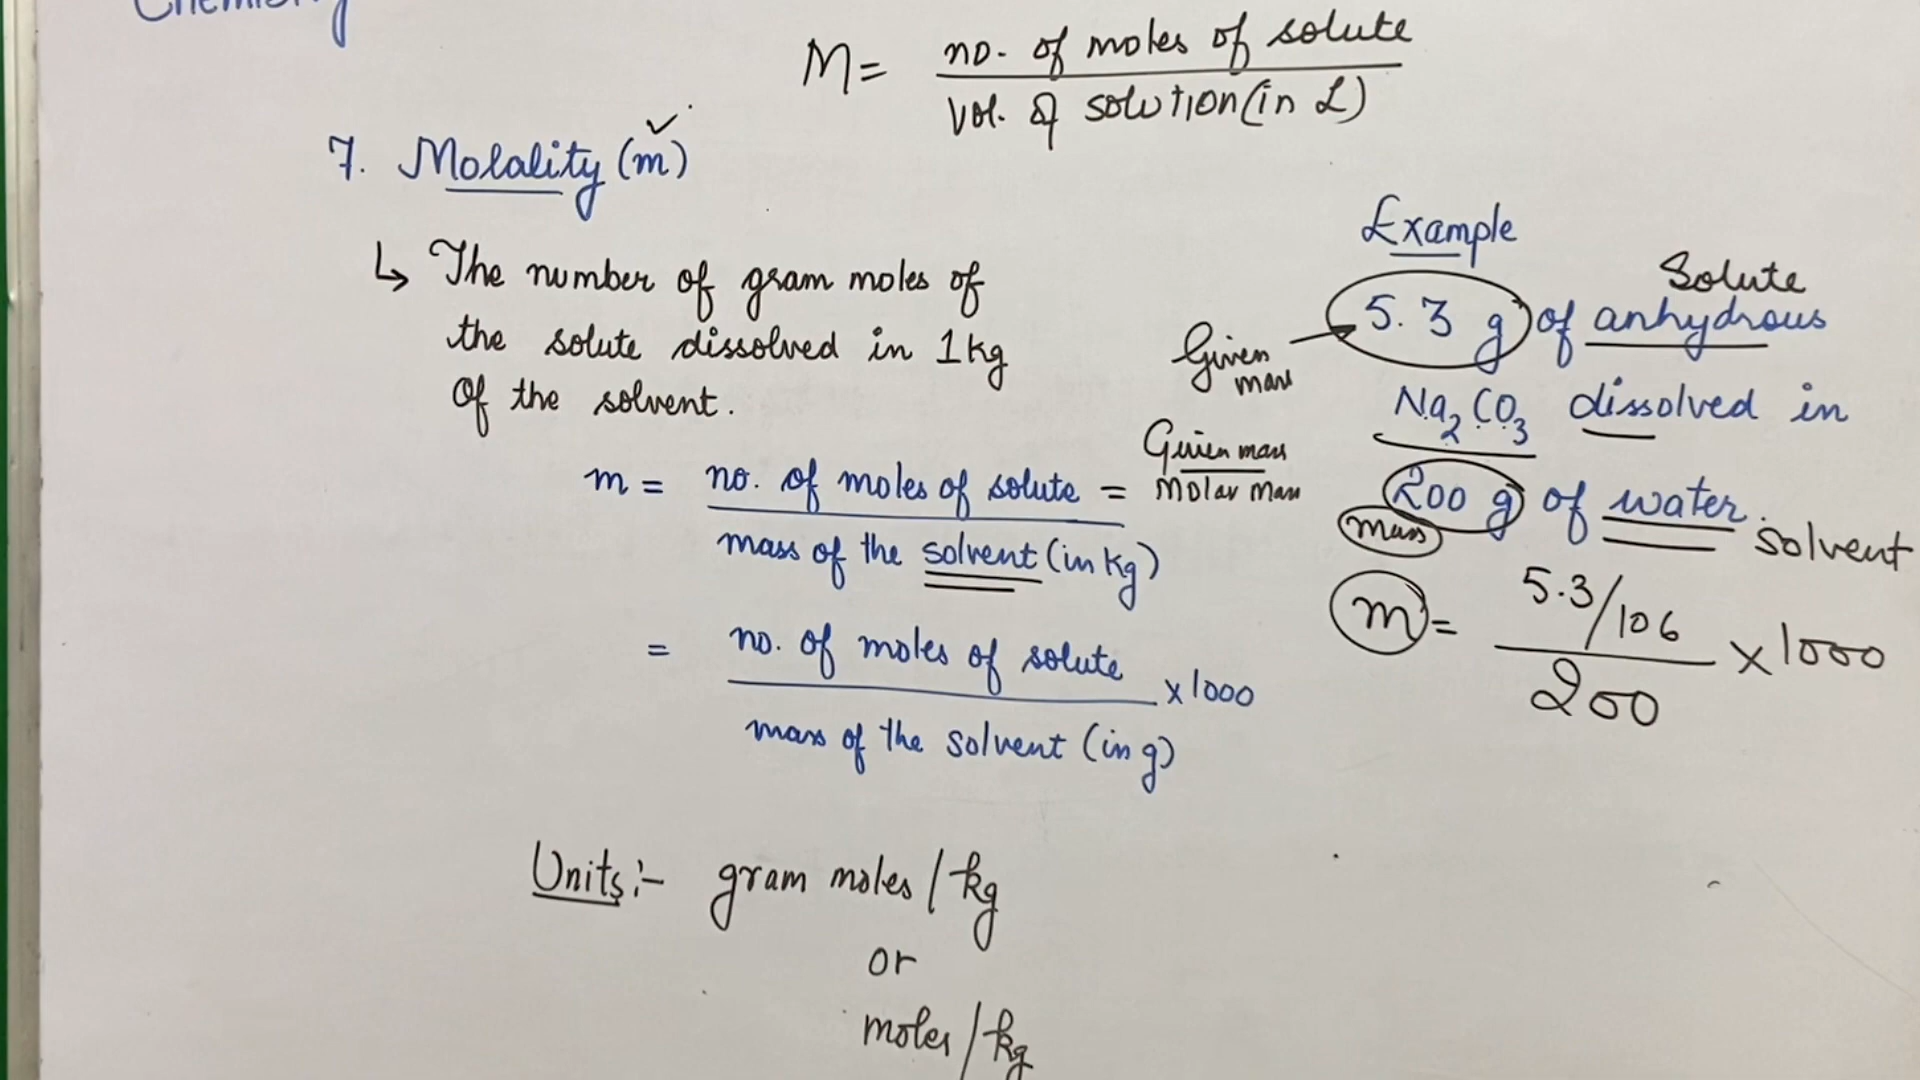 Chemistry
M = no. of moles of solute
vol. of solution (in L)
7. Molality (m) ✓
↳ The number of gram moles of
the solute dissolved in 1kg
Of the solvent.
m = no. of moles of solute = Given mass
Molar Mass
mass of the solvent (in kg)
= no. of moles of solute
× 1000
mass of the solvent (in g)
Units:- gram moles / kg
or
moles / kg
Example
Solute
5.3 g of anhydrous
Given
mass
Na2CO3 dissolved in
200 g of water.
mass
solvent
m = 5.3/106
× 1000
200